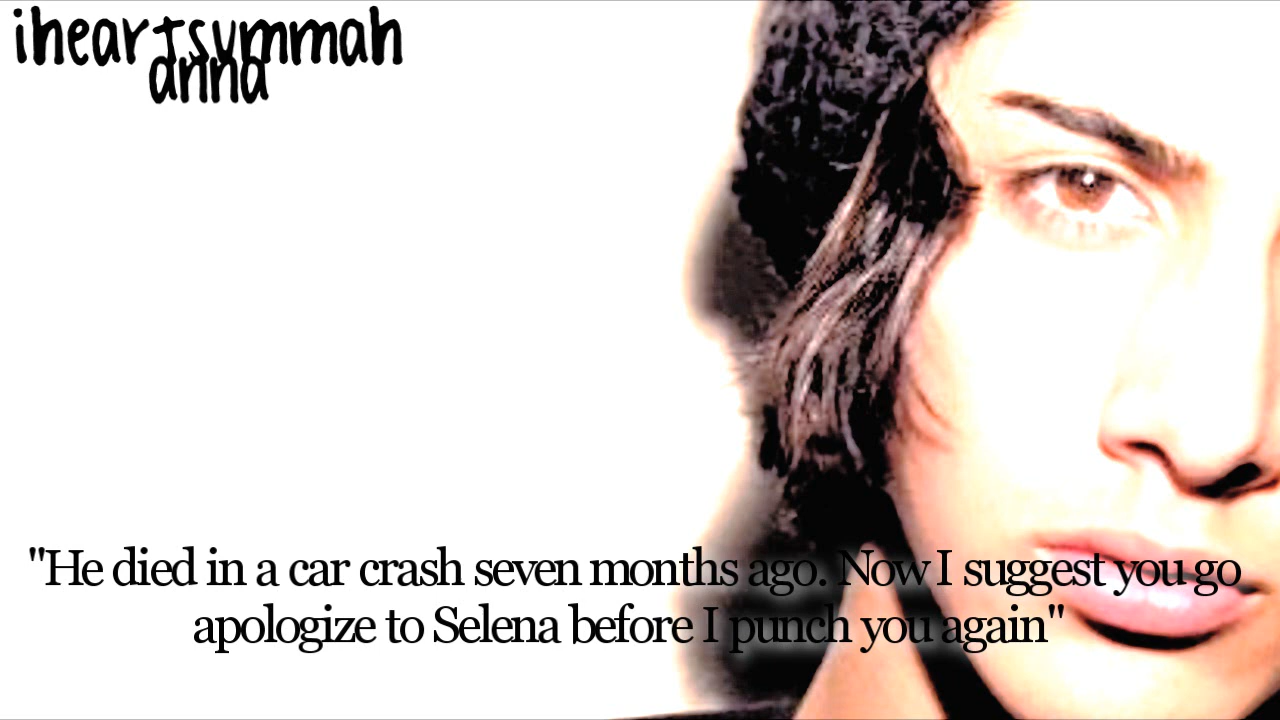 iheartsummah
anna
"He died in a car crash seven months ago. Now I suggest you go
apologize to Selena before I punch you again"